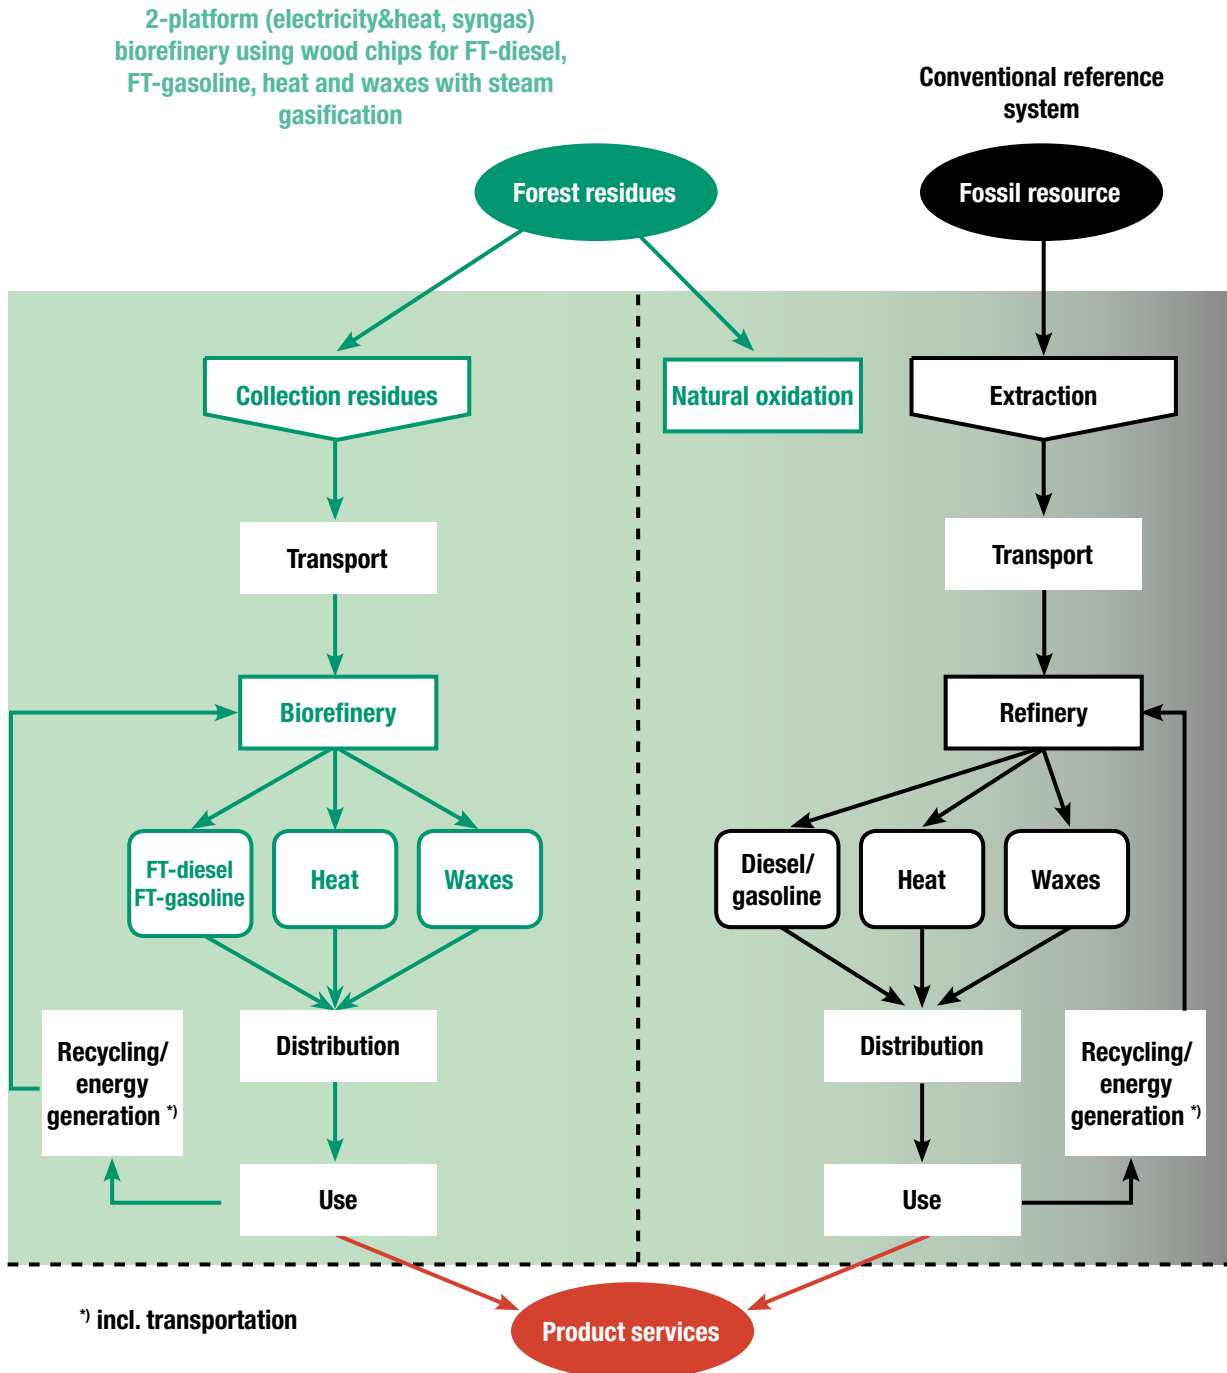 2-platform (electricity&heat, syngas)
biorefinery using wood chips for FT-diesel,
FT-gasoline, heat and waxes with steam
gasification
Conventional reference
system
Forest residues
Fossil resource
Collection residues
Natural oxidation
Extraction
Transport
Transport
Biorefinery
Refinery
FT-diesel
FT-gasoline
Heat
Waxes
Diesel/
gasoline
Heat
Waxes
Recycling/
energy
generation *)
Distribution
Distribution
Recycling/
energy
generation *)
Use
Use
*) incl. transportation
Product services